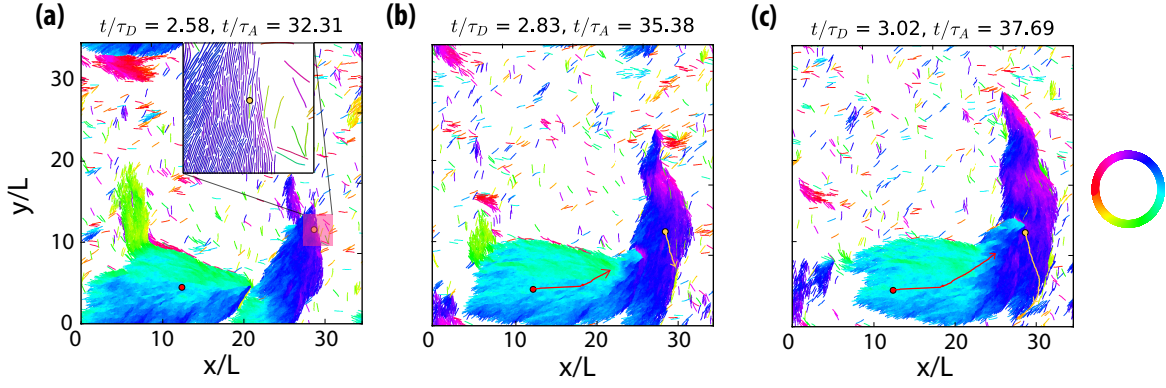 (a) t/τ_D = 2.58, t/τ_A = 32.31
(b) t/τ_D = 2.83, t/τ_A = 35.38
(c) t/τ_D = 3.02, t/τ_A = 37.69
y/L
30
20
10
0
0 10 20 30
x/L
0 10 20 30
x/L
0 10 20 30
x/L